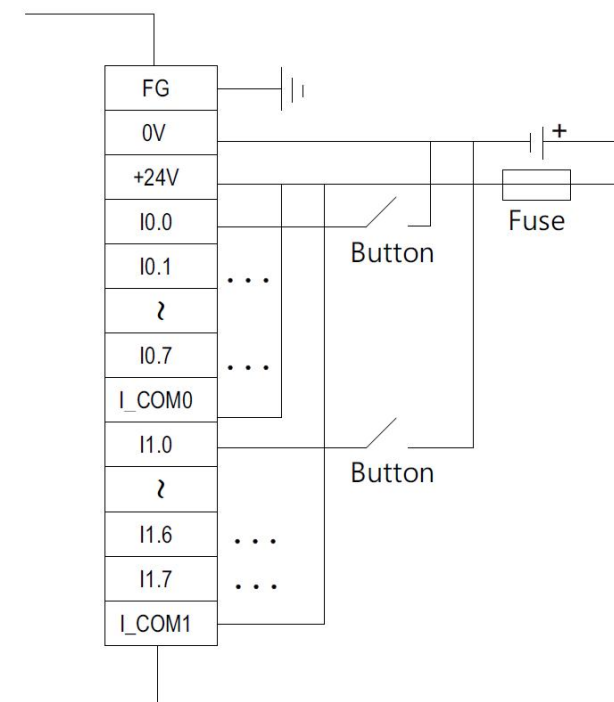 FG
0V
+
+24V
I0.0
Fuse
Button
I0.1
...
~
I0.7
...
I_COM0
I1.0
Button
~
I1.6
...
I1.7
...
I_COM1